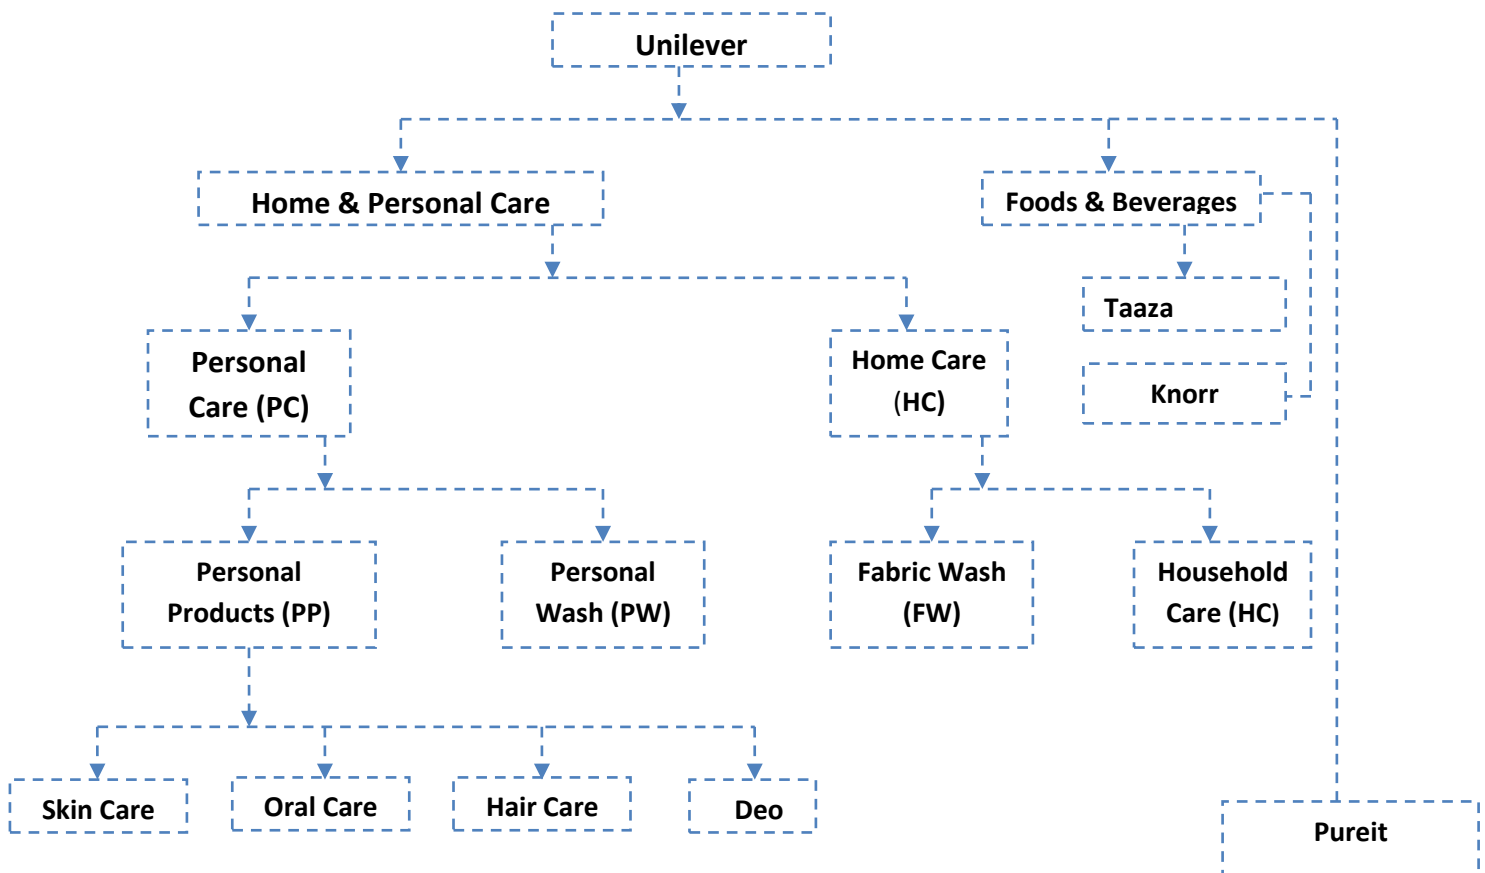 Unilever
Home & Personal Care
Foods & Beverages
Taaza
Personal
Care (PC)
Home Care
(HC)
Knorr
Personal
Products (PP)
Personal
Wash (PW)
Fabric Wash
(FW)
Household
Care (HC)
Skin Care
Oral Care
Hair Care
Deo
Pureit